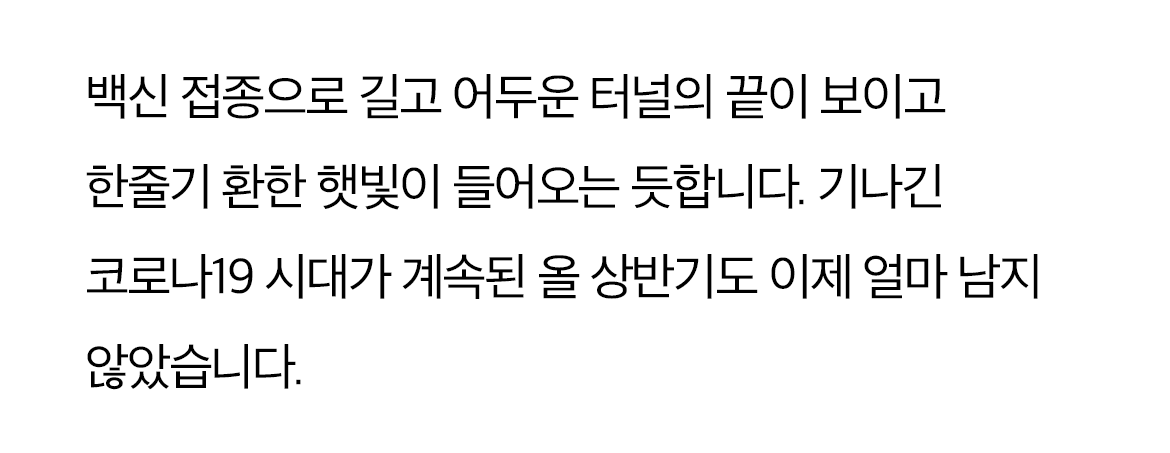 백신 접종으로 길고 어두운 터널의 끝이 보이고
한줄기 환한 햇빛이 들어오는 듯합니다. 기나긴
코로나19 시대가 계속된 올 상반기도 이제 얼마 남지
않았습니다.